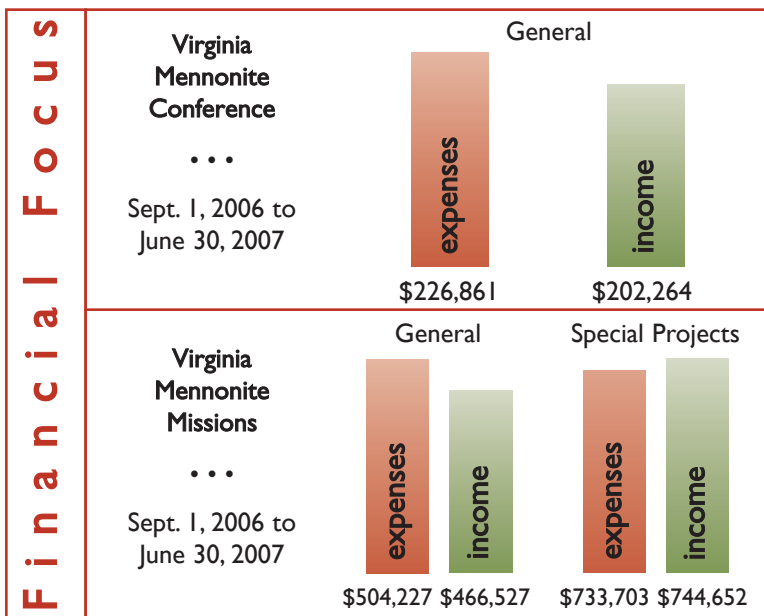 Financial Focus
Virginia
Mennonite
Conference
...
Sept. 1, 2006 to
June 30, 2007
General
expenses
income
$226,861
$202,264
Virginia
Mennonite
Missions
...
Sept. 1, 2006 to
June 30, 2007
General
expenses
income
$504,227 $466,527
Special Projects
expenses
income
$733,703 $744,652